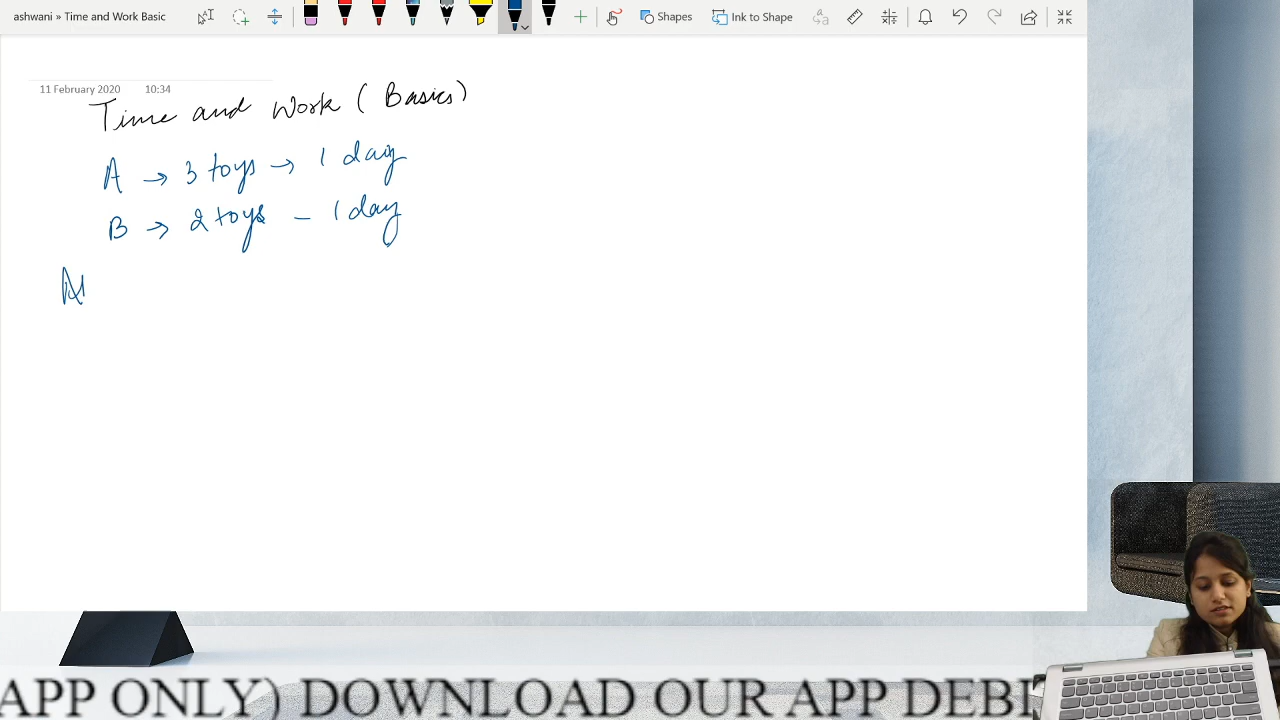 ashwani » Time and Work Basic
Shapes
Ink to Shape
11 February 2020 10:34
Time and Work ( Basics)
A → 3 toys → 1 day
B → 2 toys - 1 day
APP ONLY) DOWNLOAD OUR APP DEBI